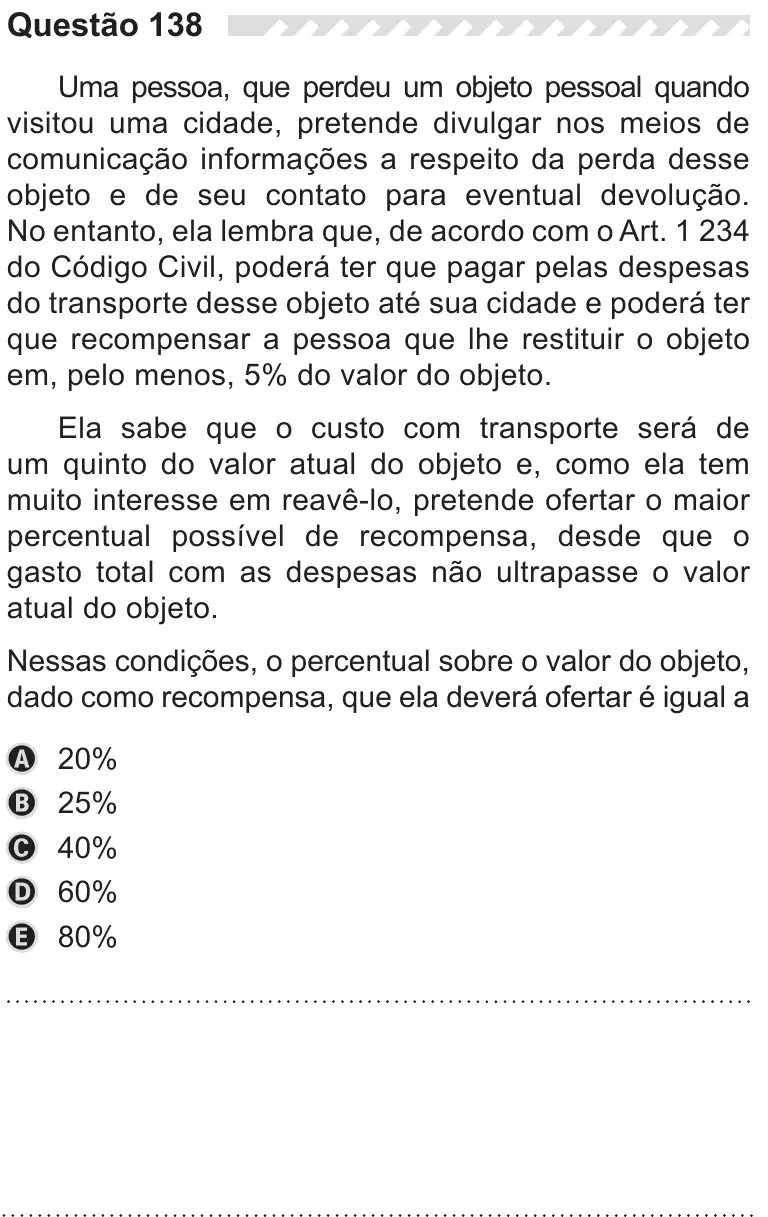 Questão 138
Uma pessoa, que perdeu um objeto pessoal quando
visitou uma cidade, pretende divulgar nos meios de
comunicação informações a respeito da perda desse
objeto e de seu contato para eventual devolução.
No entanto, ela lembra que, de acordo com o Art. 1 234
do Código Civil, poderá ter que pagar pelas despesas
do transporte desse objeto até sua cidade e poderá ter
que recompensar a pessoa que lhe restituir o objeto
em, pelo menos, 5% do valor do objeto.
Ela sabe que o custo com transporte será de
um quinto do valor atual do objeto e, como ela tem
muito interesse em reavê-lo, pretende ofertar o maior
percentual possível de recompensa, desde que o
gasto total com as despesas não ultrapasse o valor
atual do objeto.
Nessas condições, o percentual sobre o valor do objeto,
dado como recompensa, que ela deverá ofertar é igual a
A 20%
B 25%
C 40%
D 60%
E 80%